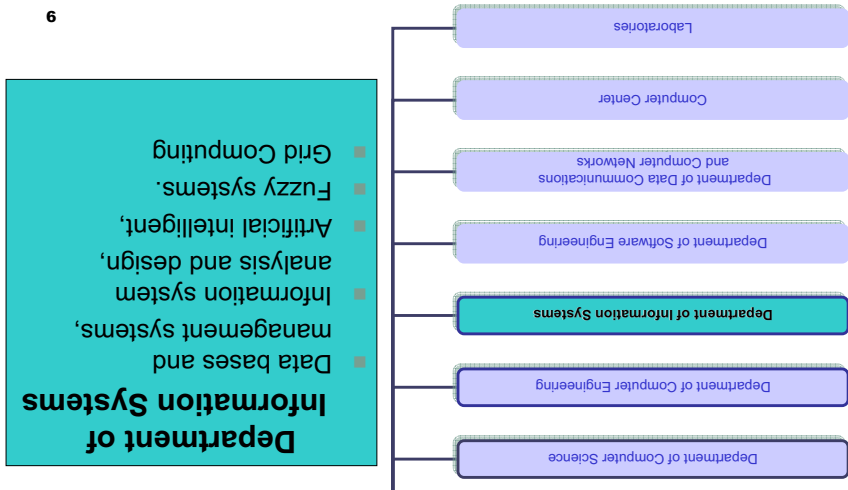 Department of Computer Science
Department of Computer Engineering
Department of Information Systems
Department of Software Engineering
Department of Data Communications
and Computer Networks
Computer Center
Laboratories
Department of
Information Systems
Data bases and
management systems,
Information system
analysis and design,
Artificial intelligent,
Fuzzy systems.
Grid Computing
6